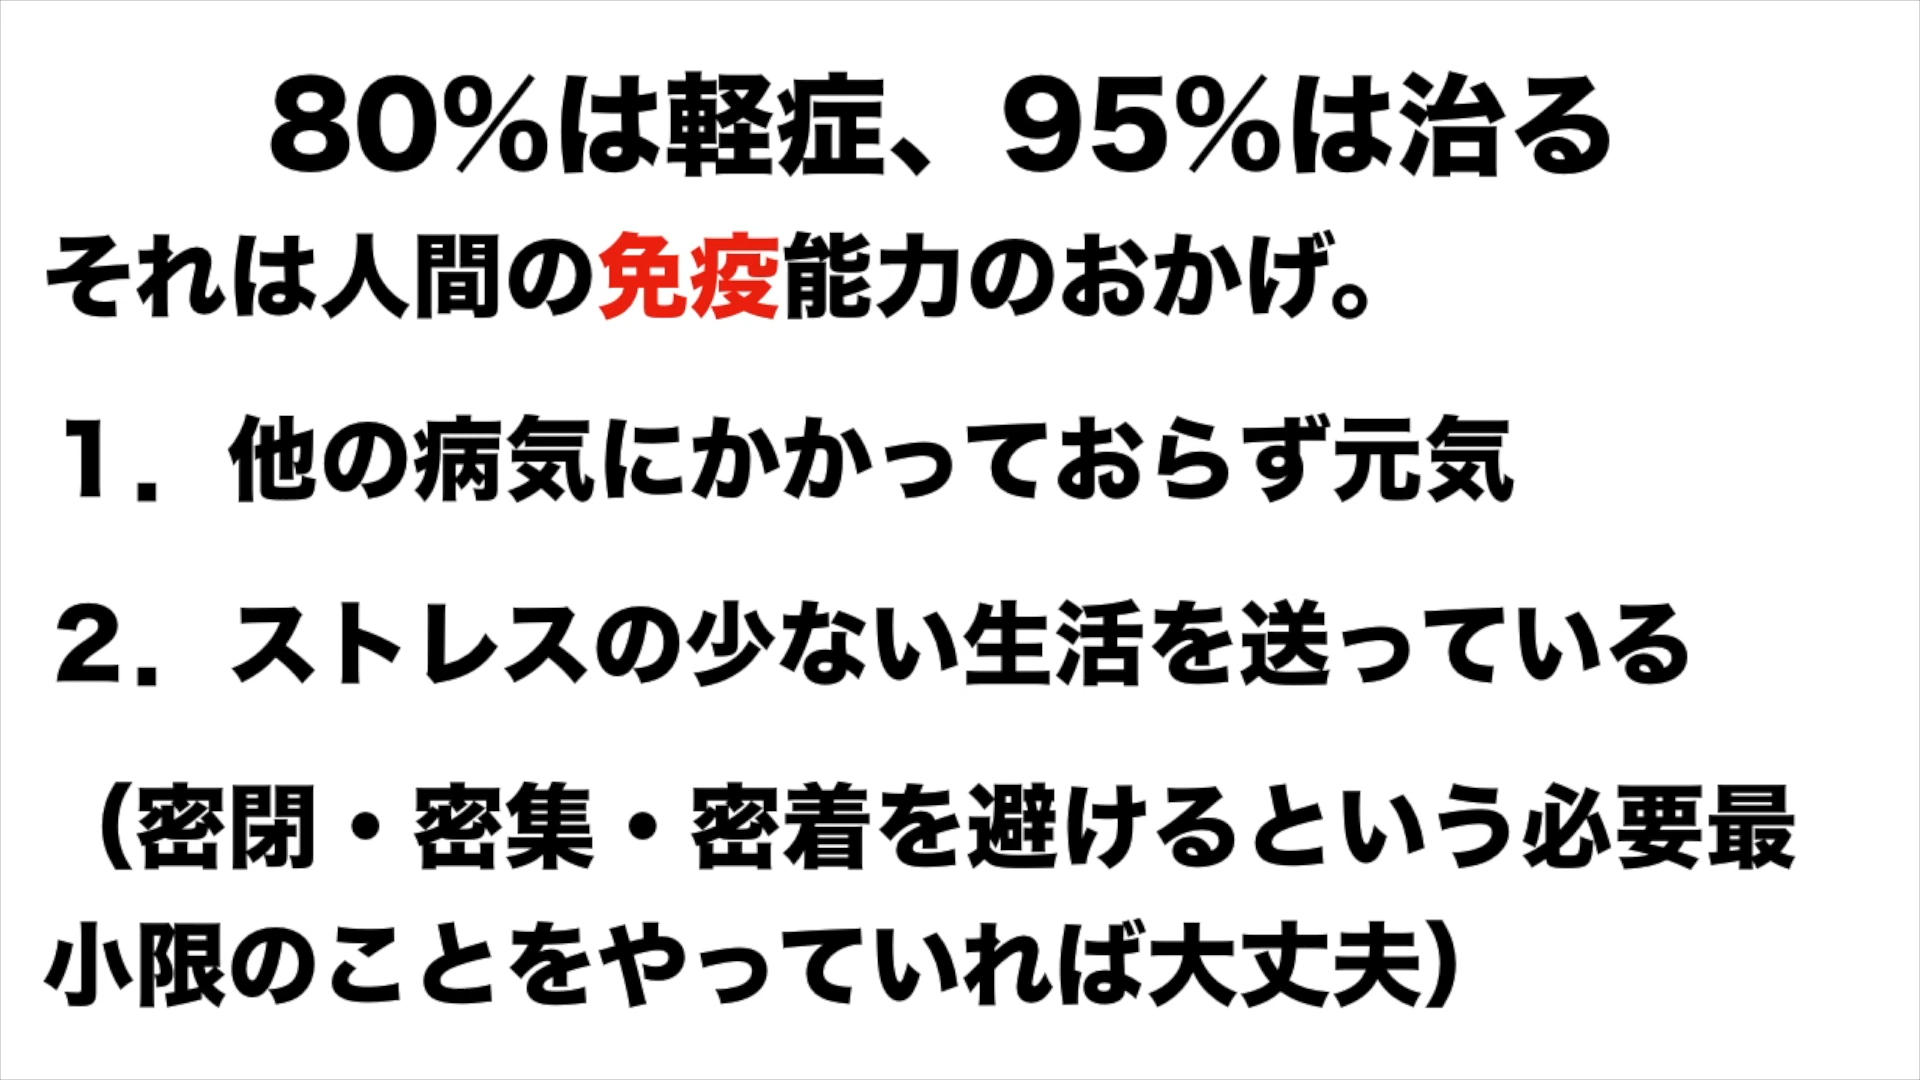 80%は軽症、95%は治る
それは人間の免疫能力のおかげ。
１．他の病気にかかっておらず元気
２．ストレスの少ない生活を送っている
（密閉・密集・密着を避けるという必要最
小限のことをやっていれば大丈夫）